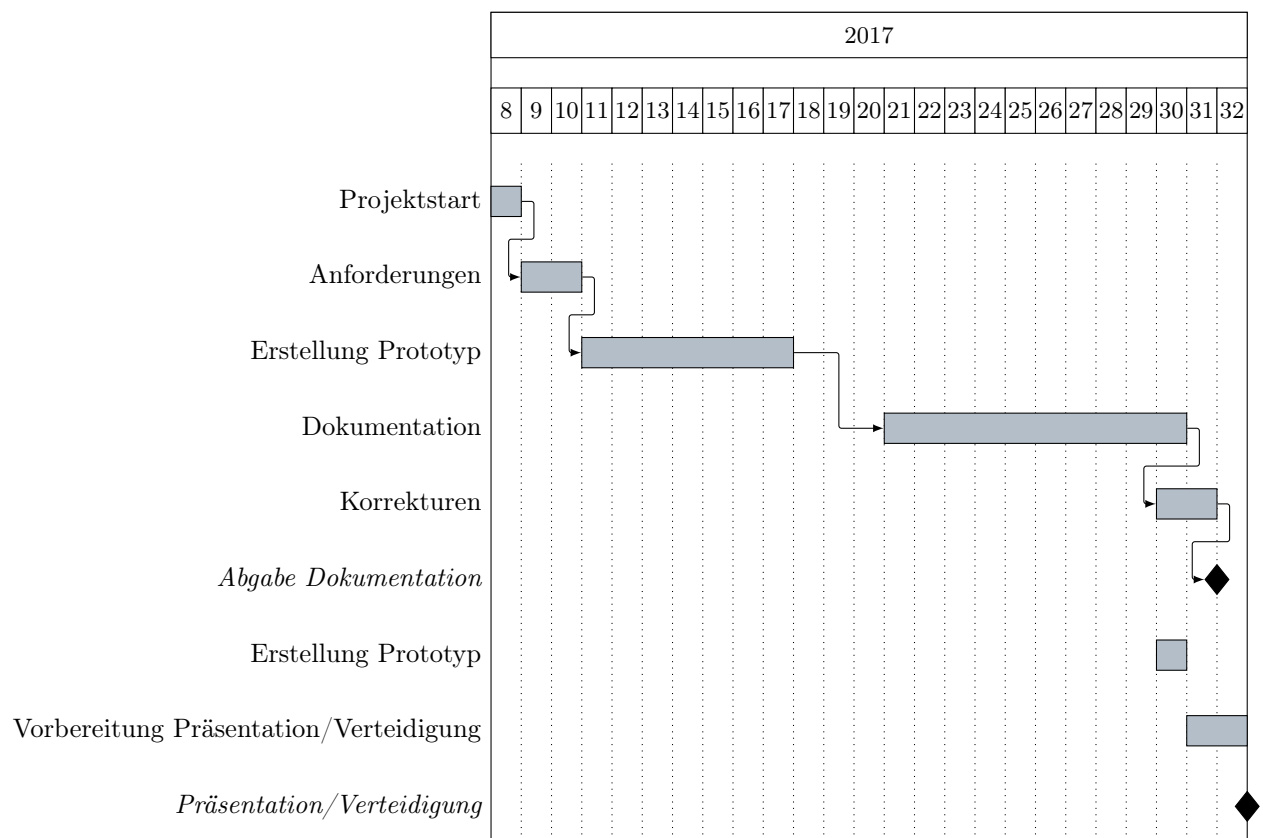 2017
8 9 10 11 12 13 14 15 16 17 18 19 20 21 22 23 24 25 26 27 28 29 30 31 32
Projektstart
Anforderungen
Erstellung Prototyp
Dokumentation
Korrekturen
Abgabe Dokumentation
Erstellung Prototyp
Vorbereitung Präsentation/Verteidigung
Präsentation/Verteidigung